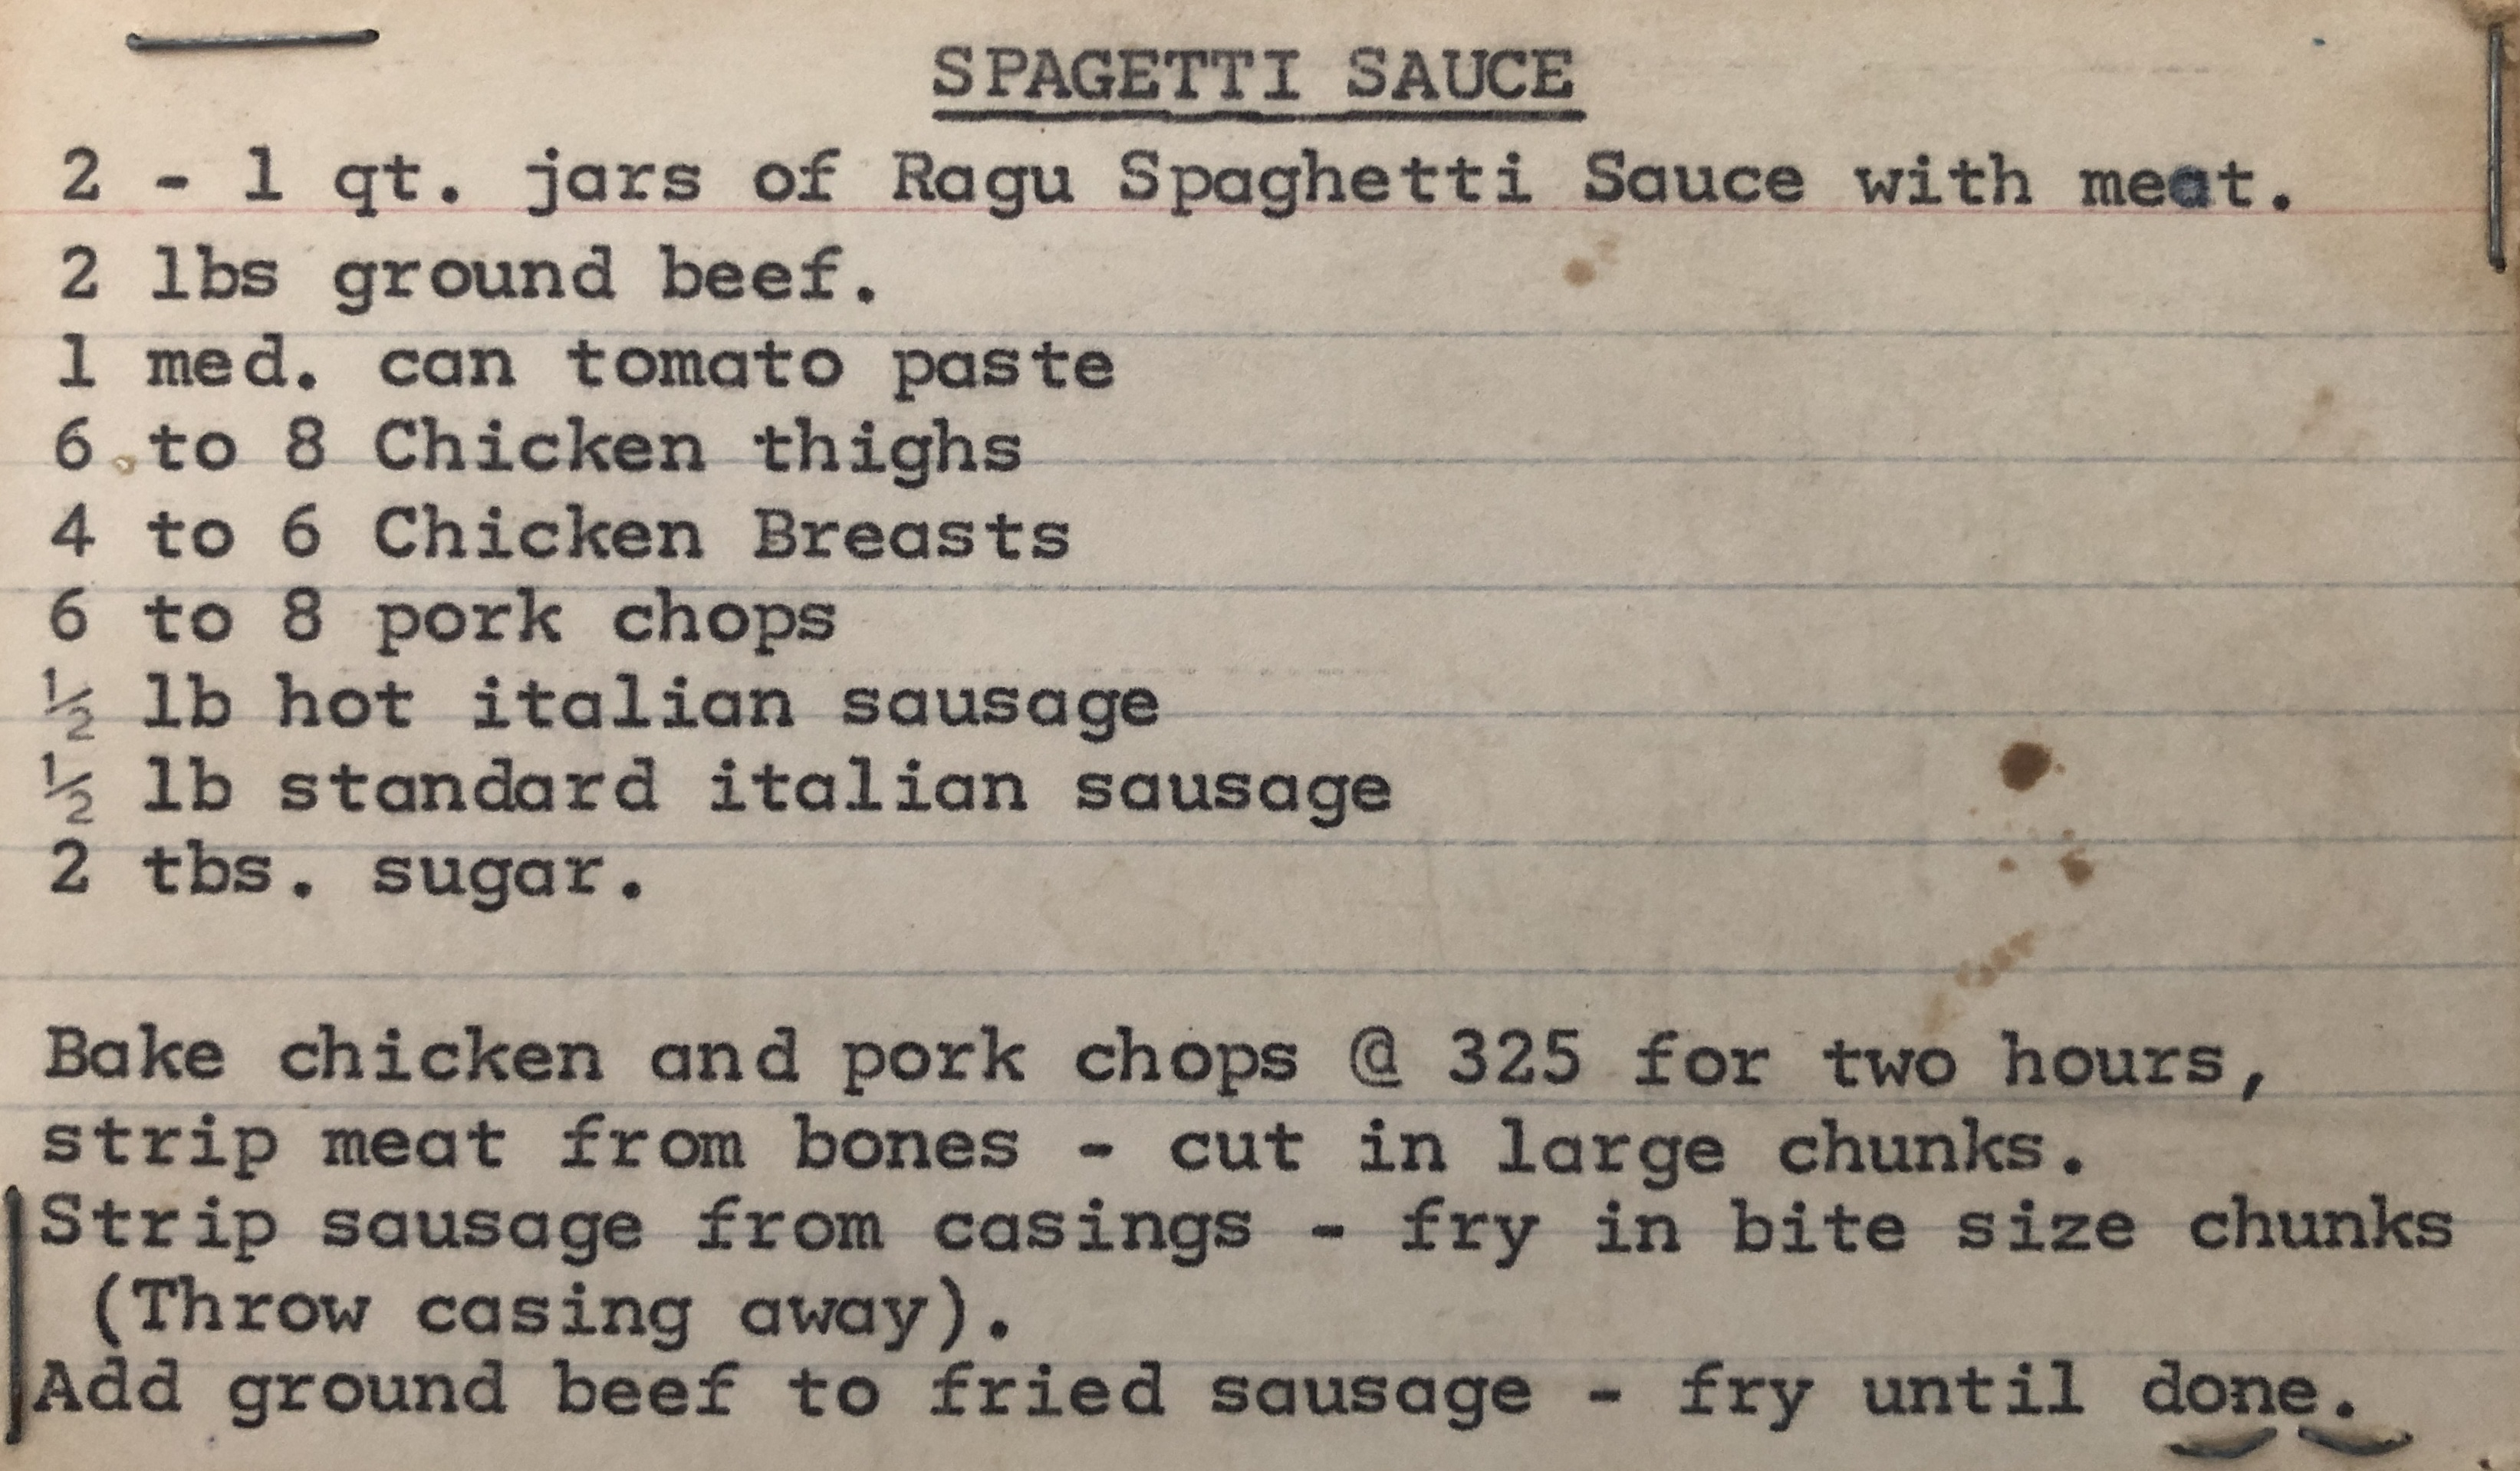 SPAGETTI SAUCE
2 - 1 qt. jars of Ragu Spaghetti Sauce with meat.
2 lbs ground beef.
1 med. can tomato paste
6 to 8 Chicken thighs
4 to 6 Chicken Breasts
6 to 8 pork chops
½ lb hot italian sausage
½ lb standard italian sausage
2 tbs. sugar.
Bake chicken and pork chops @ 325 for two hours,
strip meat from bones - cut in large chunks.
Strip sausage from casings - fry in bite size chunks
(Throw casing away).
Add ground beef to fried sausage - fry until done.